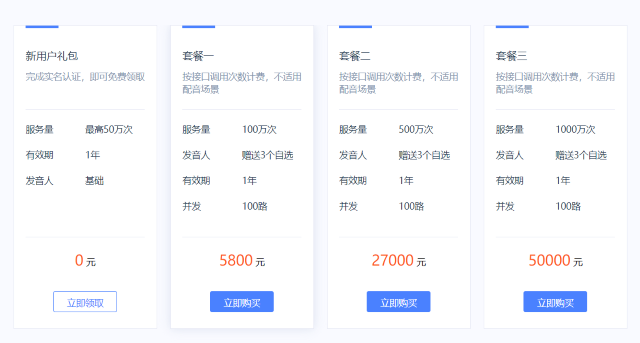 新用户礼包
完成实名认证，即可免费领取
服务量 最高50万次
有效期 1年
发音人 基础
0 元
立即领取
套餐一
按接口调用次数计费，不适用
配音场景
服务量 100万次
发音人 赠送3个自选
有效期 1年
并发 100路
5800 元
立即购买
套餐二
按接口调用次数计费，不适用
配音场景
服务量 500万次
发音人 赠送3个自选
有效期 1年
并发 100路
27000 元
立即购买
套餐三
按接口调用次数计费，不适用
配音场景
服务量 1000万次
发音人 赠送3个自选
有效期 1年
并发 100路
50000 元
立即购买